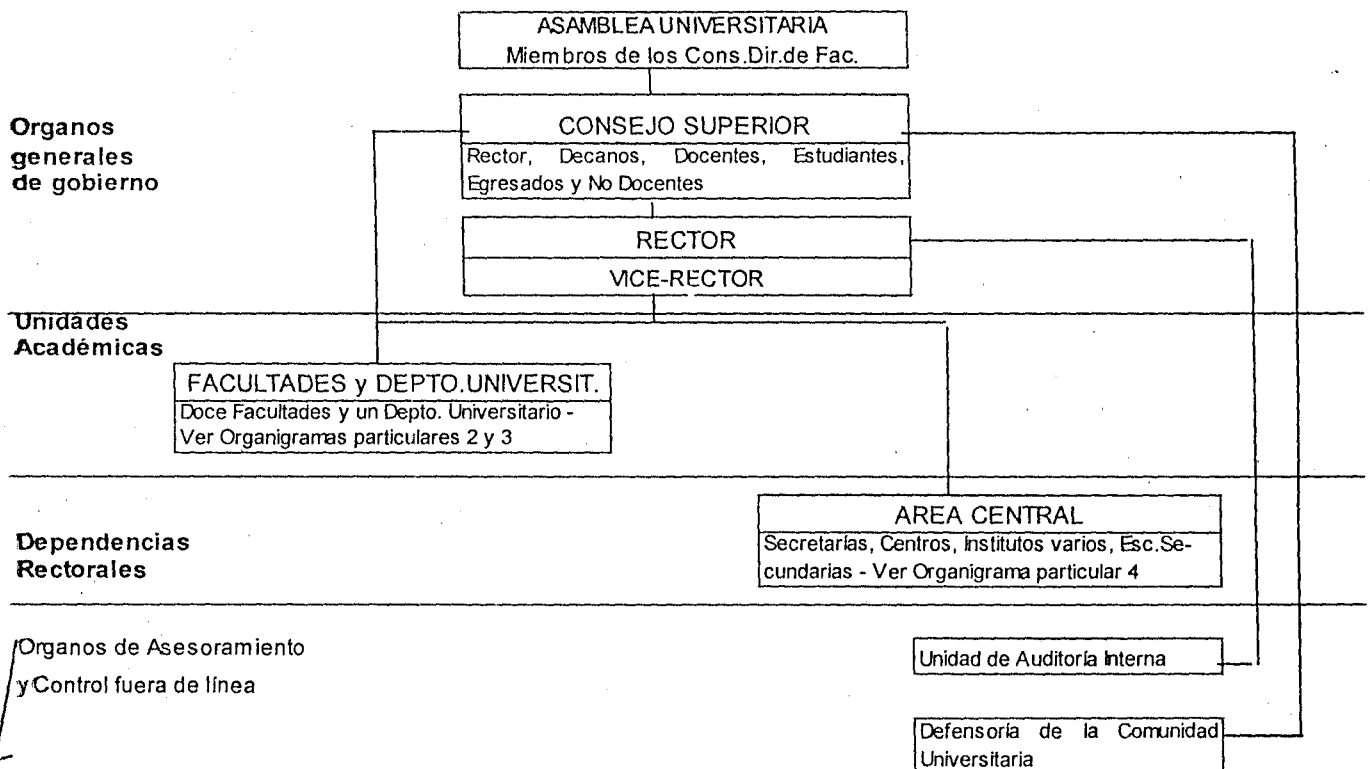 ASAMBLEA UNIVERSITARIA
Miembros de los Cons.Dir.de Fac.
Organos
generales
de gobierno
CONSEJO SUPERIOR
Rector, Decanos, Docentes, Estudiantes,
Egresados y No Docentes
RECTOR
VICE-RECTOR
Unidades
Académicas
FACULTADES y DEPTO.UNIVERSIT.
Doce Facultades y un Depto. Universitario -
Ver Organigramas particulares 2 y 3
Dependencias
Rectorales
AREA CENTRAL
Secretarías, Centros, Institutos varios, Esc.Se-
cundarias - Ver Organigrama particular 4
Organos de Asesoramiento
y Control fuera de línea
Unidad de Auditoría Interna
Defensoría de la Comunidad
Universitaria